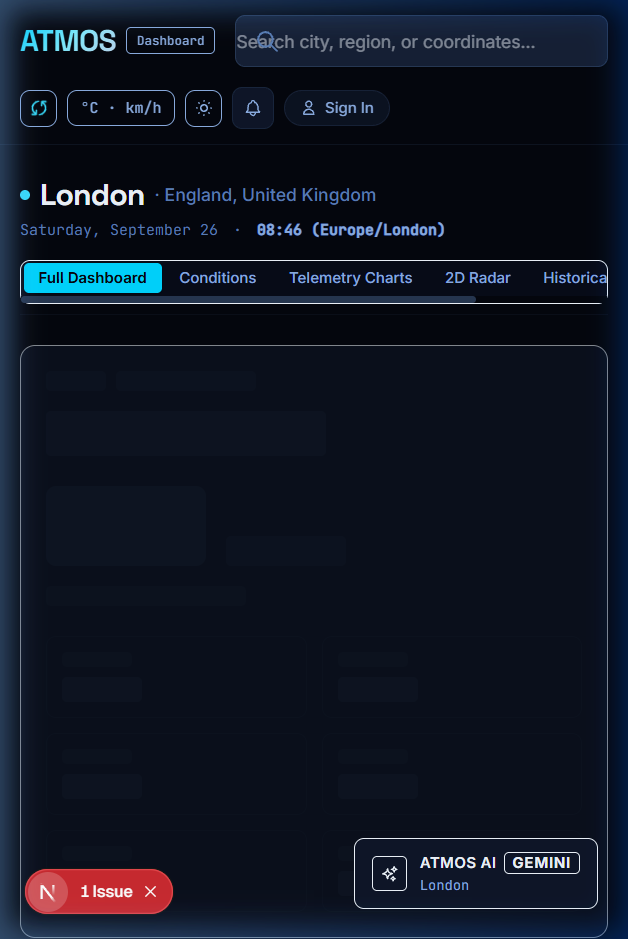 ATMOS
Dashboard
Search city, region, or coordinates...
°C · km/h
Sign In
London · England, United Kingdom
Saturday, September 26 · 08:46 (Europe/London)
Full Dashboard
Conditions
Telemetry Charts
2D Radar
Historica
ATMOS AI GEMINI
London
N
1 Issue